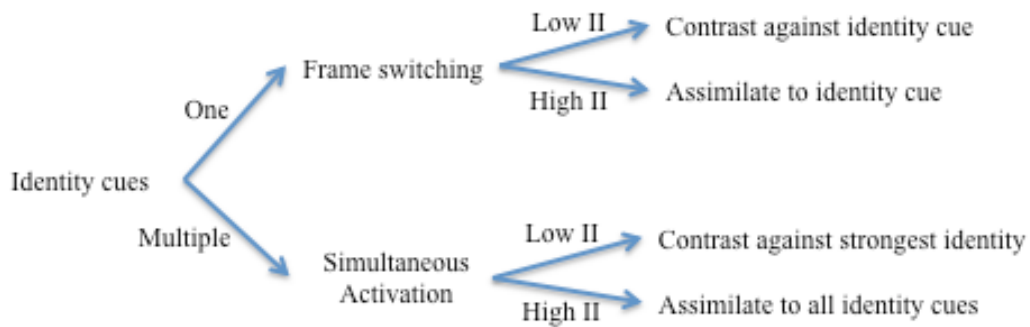 Low II
Contrast against identity cue
Frame switching
High II
Assimilate to identity cue
One
Identity cues
Multiple
Low II
Contrast against strongest identity
Simultaneous
Activation
High II
Assimilate to all identity cues